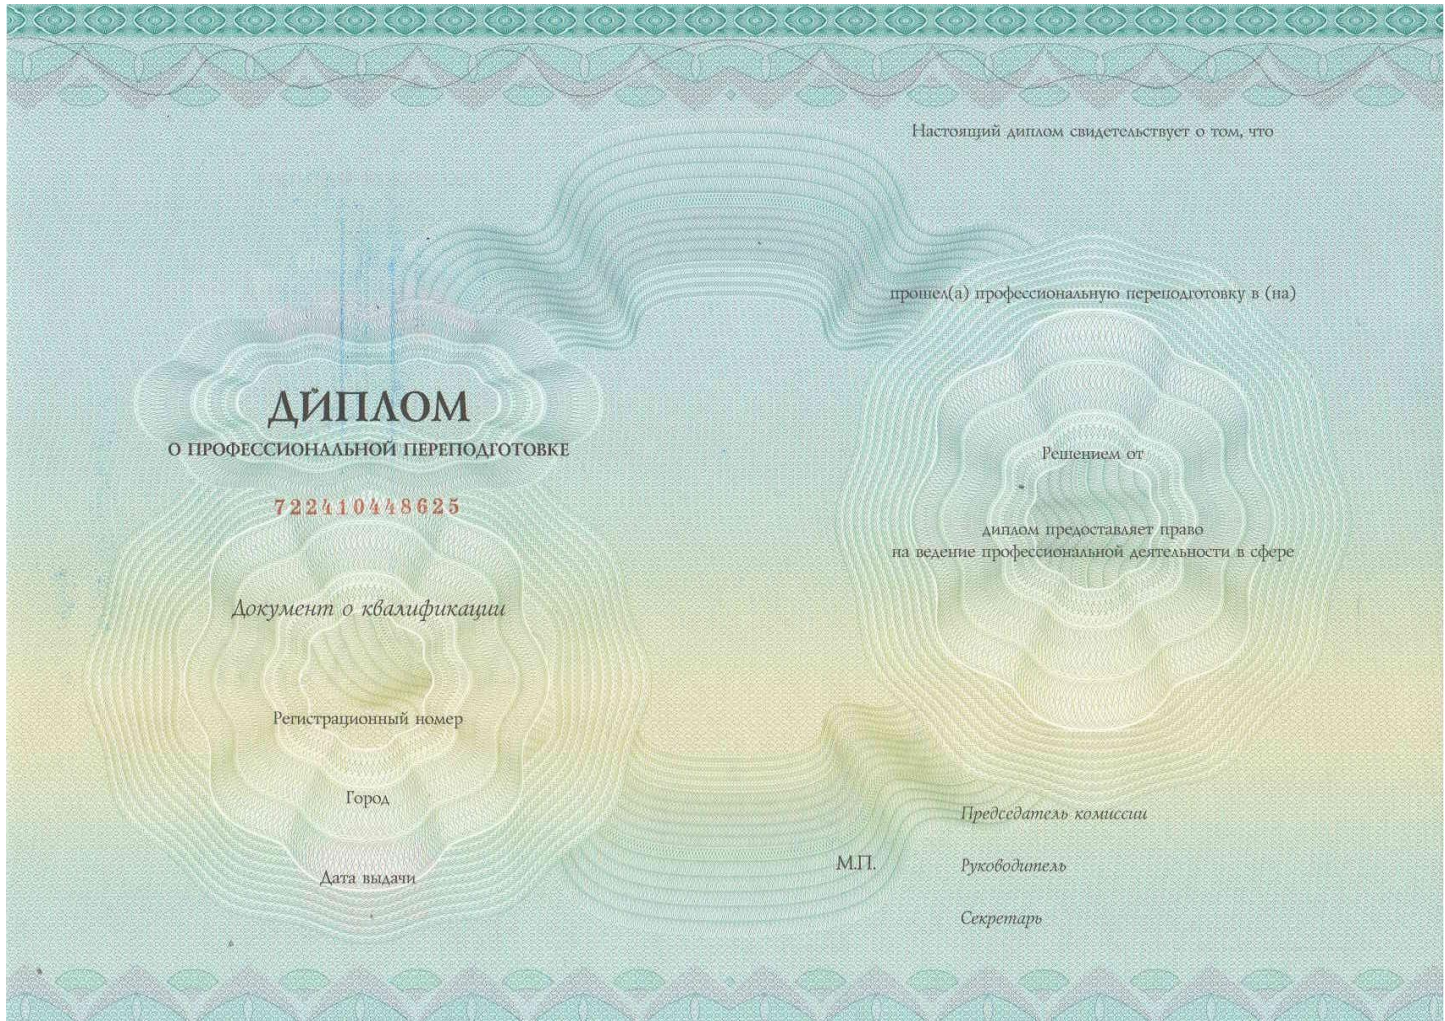 ДИПЛОМ
О ПРОФЕССИОНАЛЬНОЙ ПЕРЕПОДГОТОВКЕ
722410448625
Документ о квалификации
Регистрационный номер
Город
Дата выдачи
Настоящий диплом свидетельствует о том, что
прошел(а) профессиональную переподготовку в (на)
Решением от
диплом предоставляет право
на ведение профессиональной деятельности в сфере
М.П.
Председатель комиссии
Руководитель
Секретарь